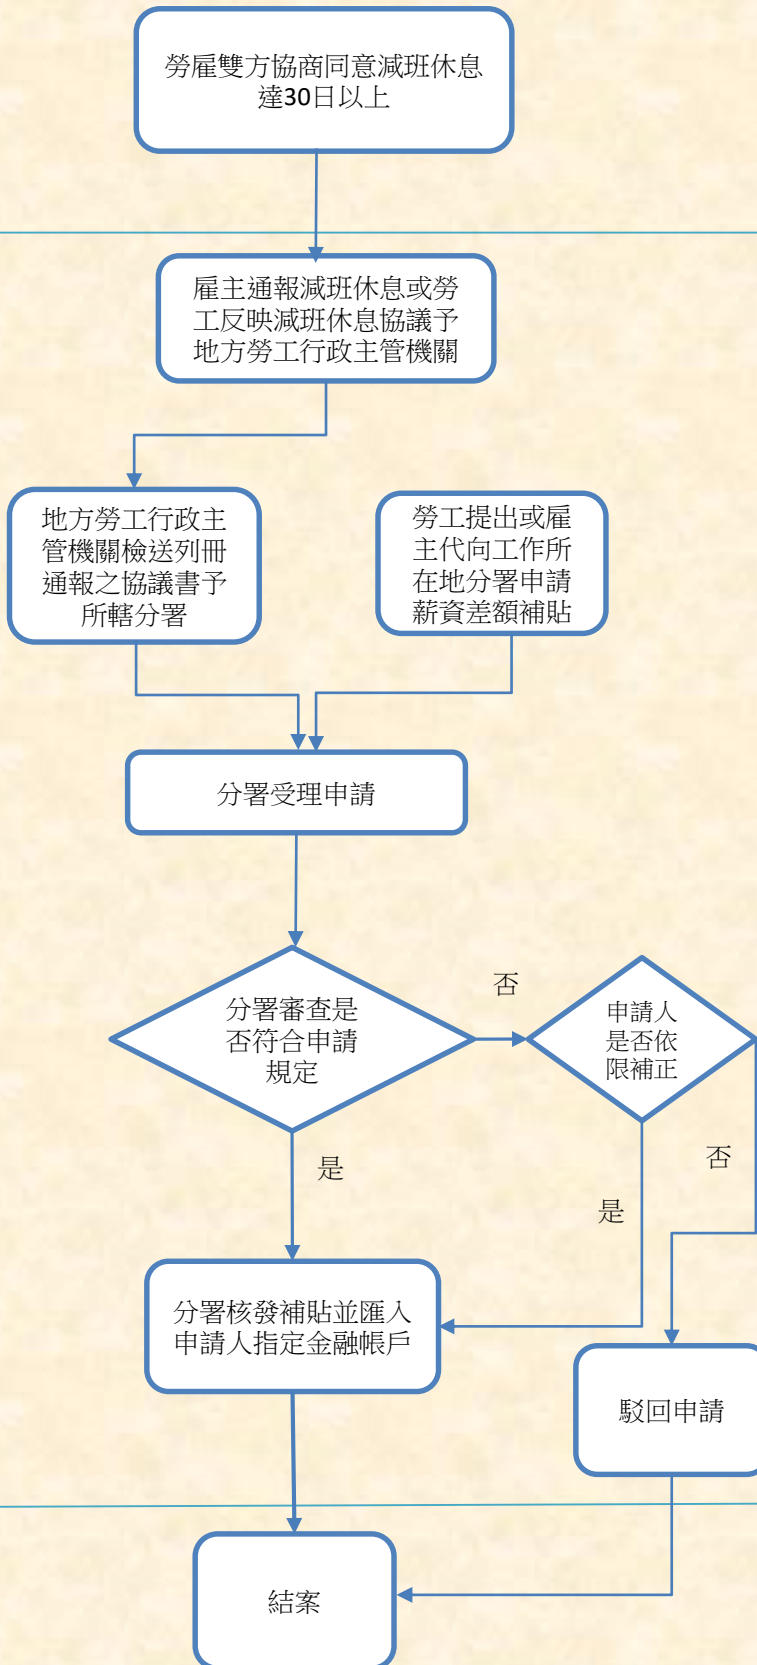 勞雇雙方協商同意減班休息
達30日以上
雇主通報減班休息或勞
工反映減班休息協議予
地方勞工行政主管機關
地方勞工行政主
管機關檢送列冊
通報之協議書予
所轄分署
勞工提出或雇
主代向工作所
在地分署申請
薪資差額補貼
分署受理申請
分署審查是
否符合申請
規定
否
申請人
是否依
限補正
是
否
是
分署核發補貼並匯入
申請人指定金融帳戶
駁回申請
結案